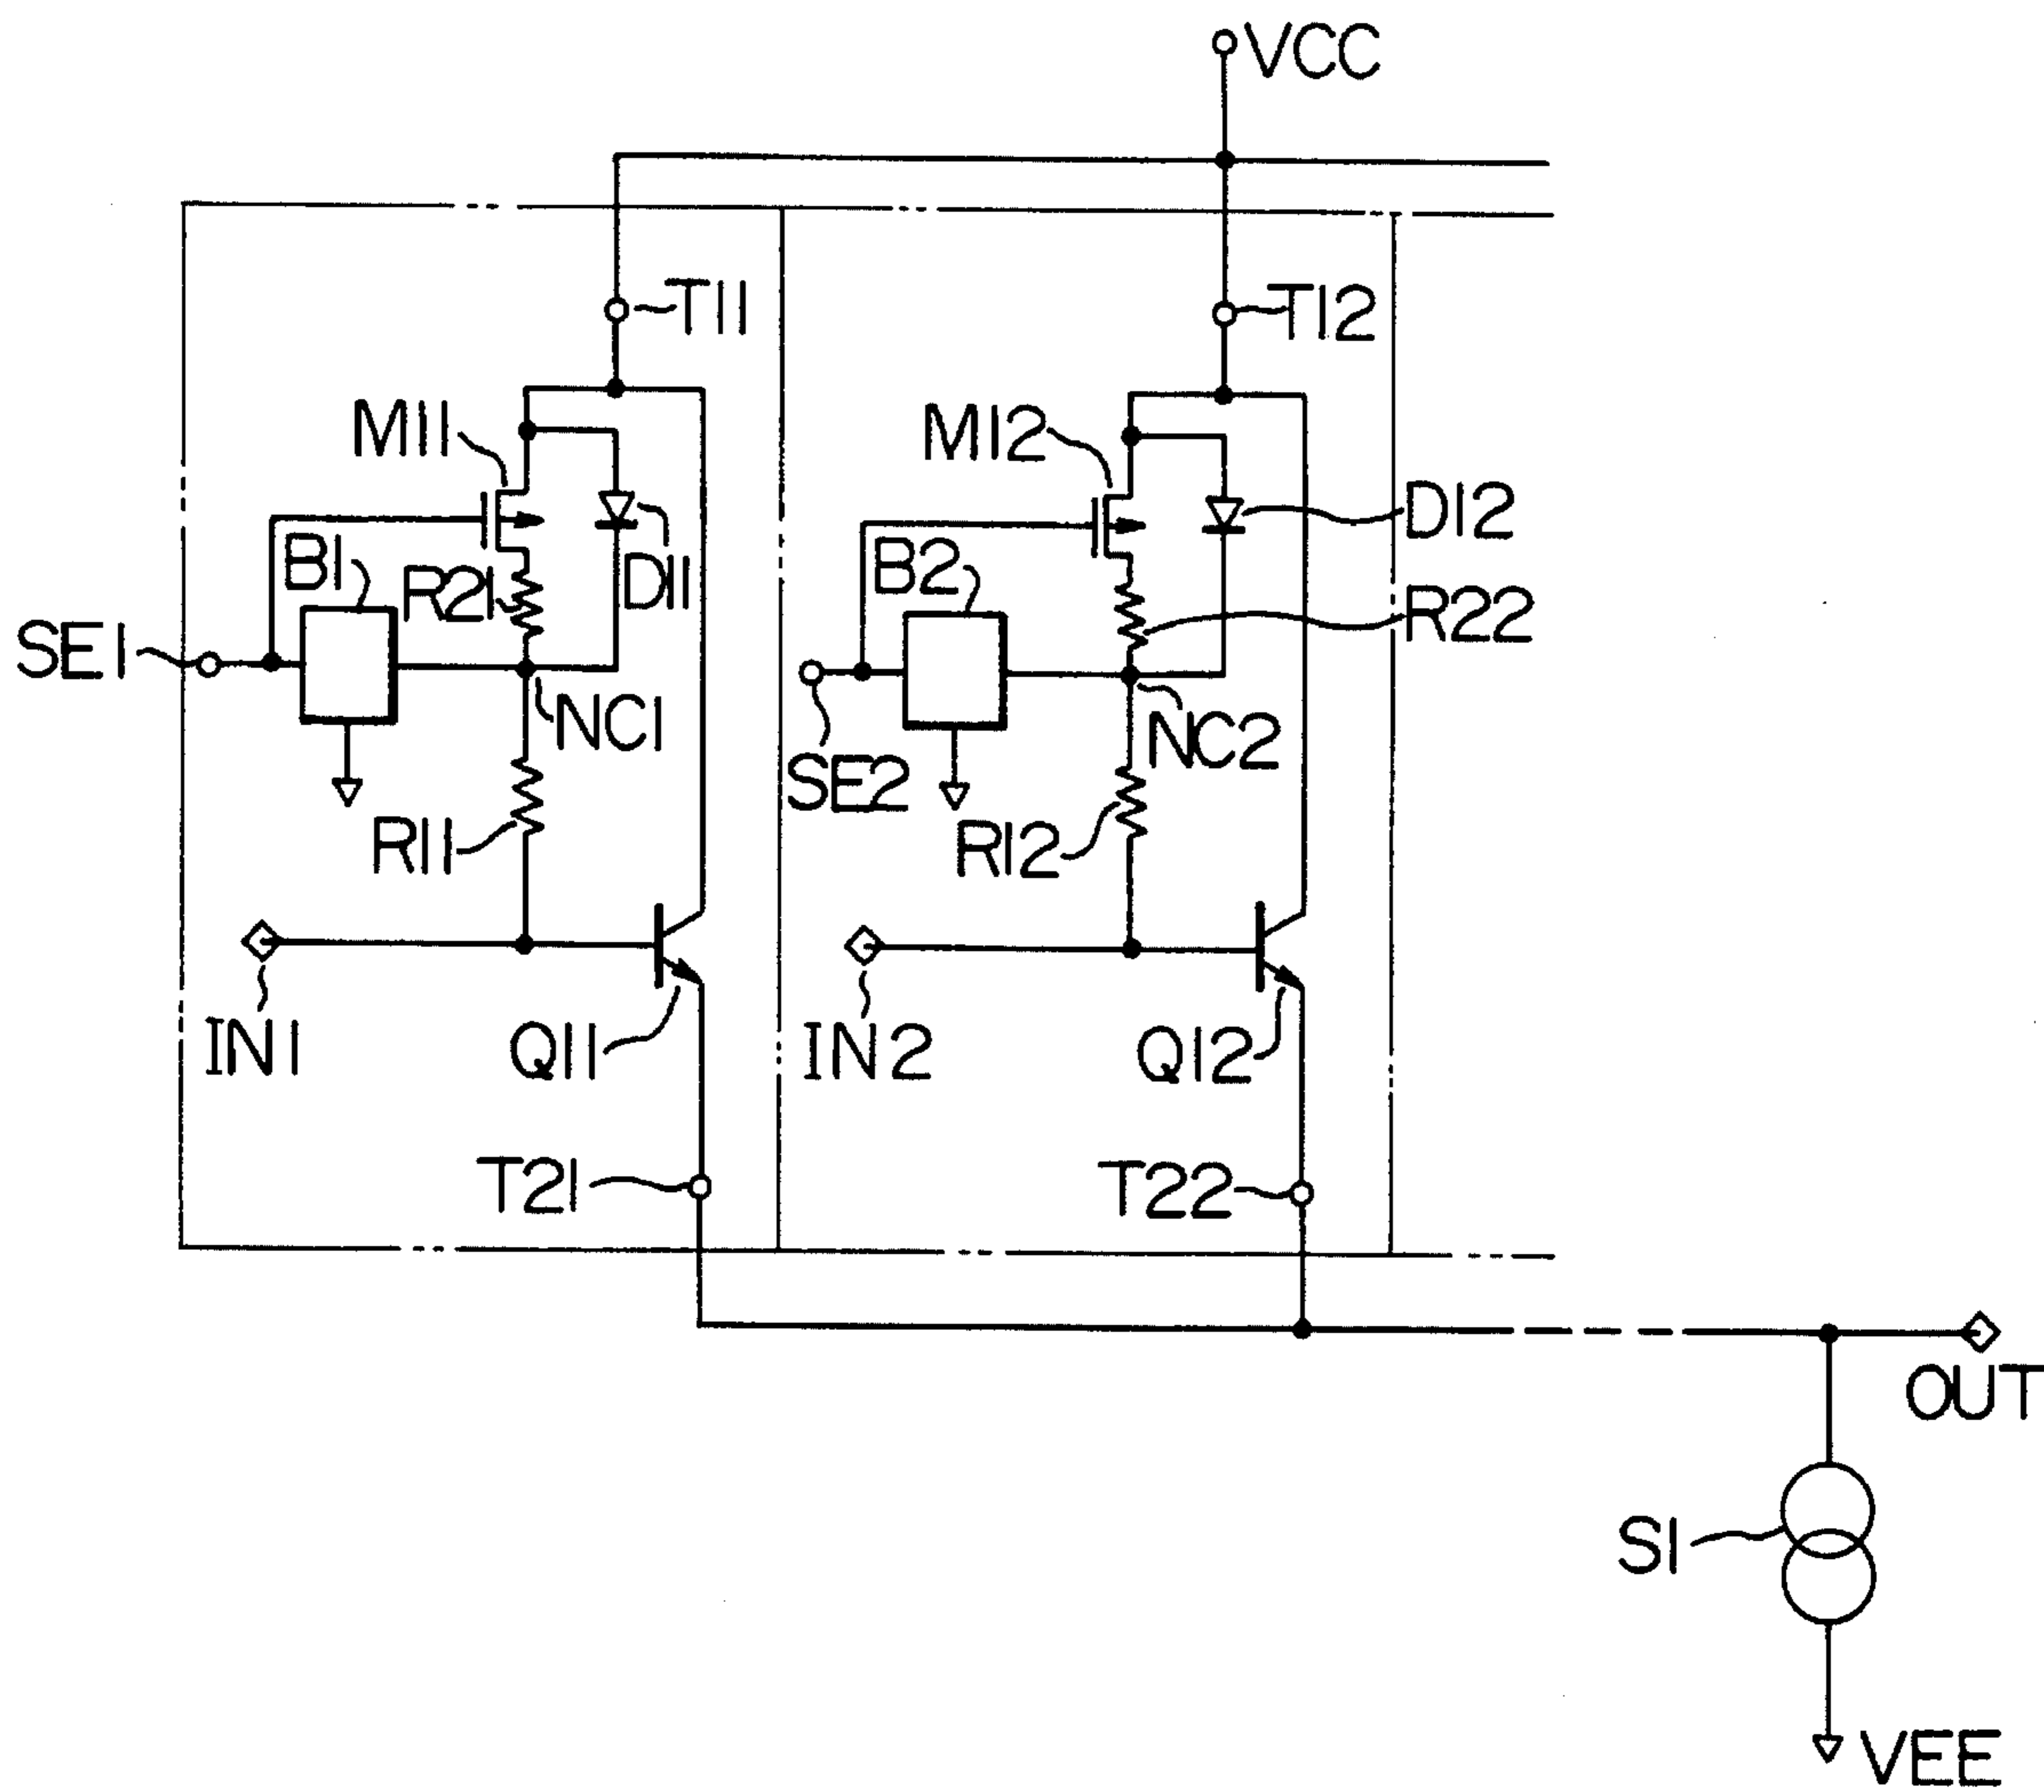 VCC
T11
T12
M11
M12
D12
B1
R21
D11
B2
R22
SE1
NC1
NC2
SE2
R11
R12
IN1
Q11
IN2
Q12
T21
T22
OUT
S1
VEE